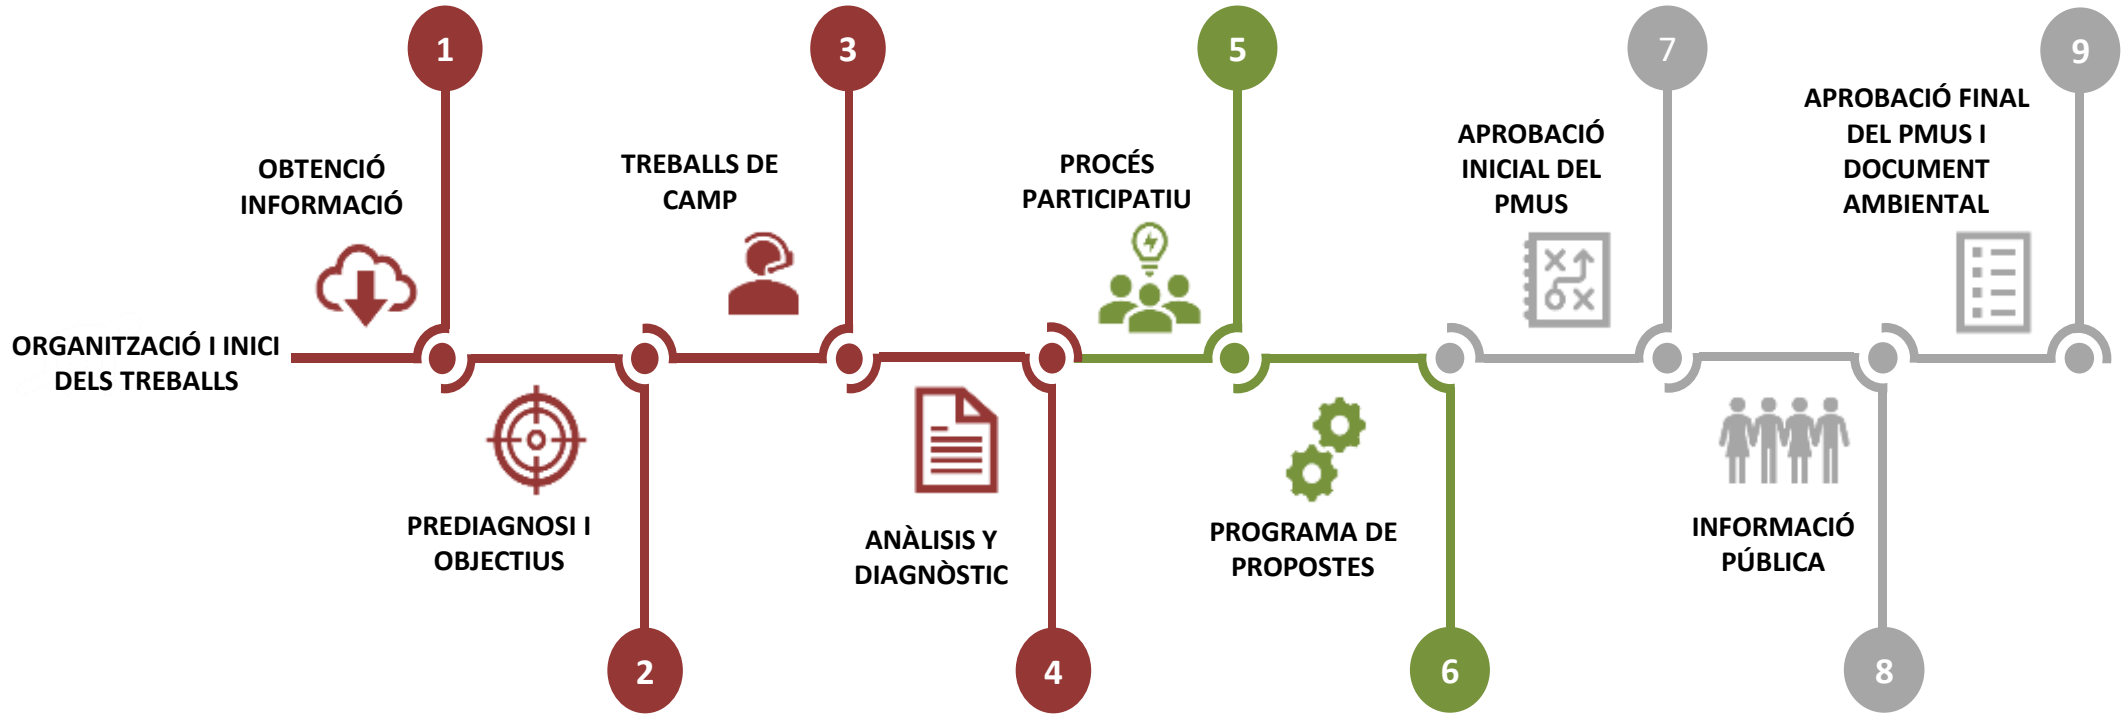 ORGANITZACIÓ I INICI
DELS TREBALLS
1
OBTENCIÓ
INFORMACIÓ
PREDIAGNOSI I
OBJECTIUS
2
3
TREBALLS DE
CAMP
ANÀLISIS Y
DIAGNÒSTIC
4
5
PROCÉS
PARTICIPATIU
PROGRAMA DE
PROPOSTES
6
7
APROBACIÓ
INICIAL DEL
PMUS
INFORMACIÓ
PÚBLICA
8
9
APROBACIÓ FINAL
DEL PMUS I
DOCUMENT
AMBIENTAL